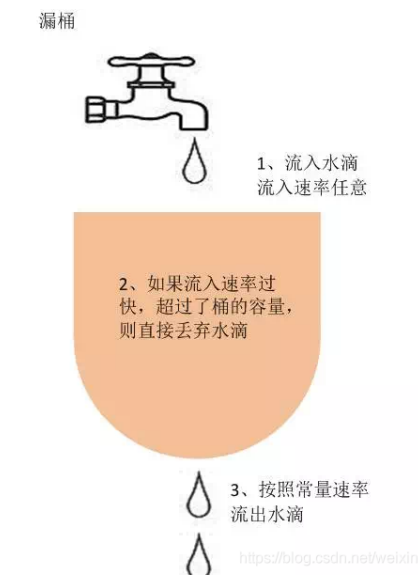 漏桶
1、流入水滴
流入速率任意
2、如果流入速率过
快，超过了桶的容量，
则直接丢弃水滴
3、按照常量速率
流出水滴
https://blog.csdn.net/weixin